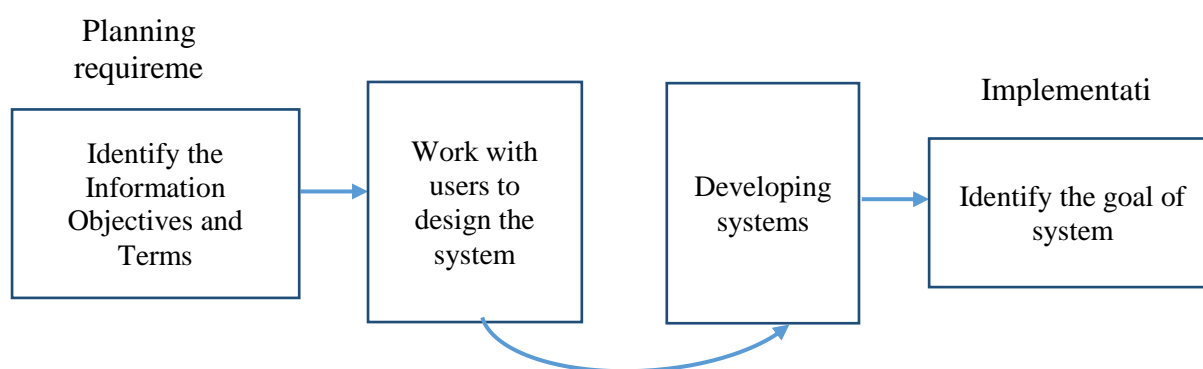 Planning
requireme
Identify the
Information
Objectives and
Terms
Work with
users to
design the
system
Developing
systems
Implementati
Identify the goal of
system